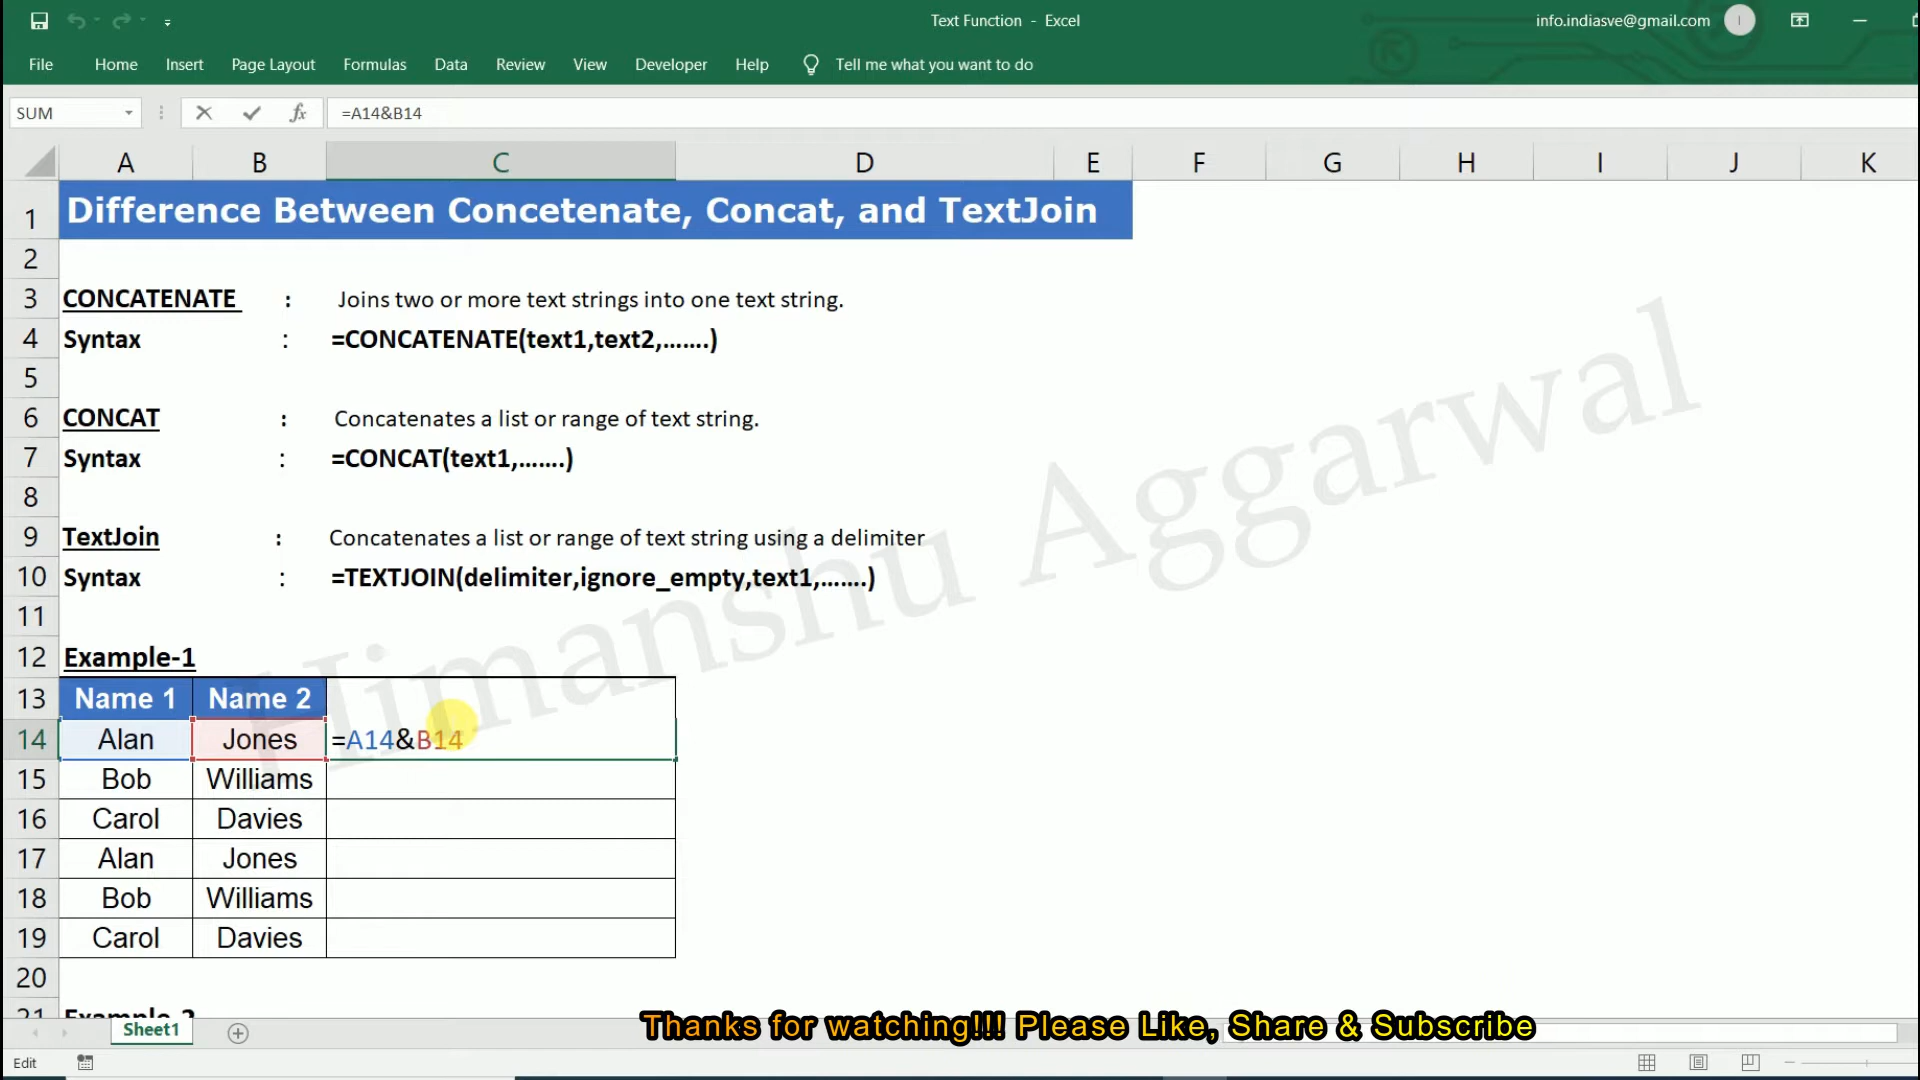 Text Function - Excel
info.indiasve@gmail.com
I
File Home Insert Page Layout Formulas Data Review View Developer Help Tell me what you want to do
SUM fx =A14&B14
A B C D E F G H I J K
1 Difference Between Concetenate, Concat, and TextJoin
2
3 CONCATENATE : Joins two or more text strings into one text string.
4 Syntax : =CONCATENATE(text1,text2,.......)
5
6 CONCAT : Concatenates a list or range of text string.
7 Syntax : =CONCAT(text1,.......)
8
9 TextJoin : Concatenates a list or range of text string using a delimiter
10 Syntax : =TEXTJOIN(delimiter,ignore_empty,text1,.......)
11
12 Example-1
13 Name 1 Name 2
14 Alan Jones =A14&B14
15 Bob Williams
16 Carol Davies
17 Alan Jones
18 Bob Williams
19 Carol Davies
20
21 Example-2
Himanshu Aggarwal
Sheet1
Thanks for watching!!! Please Like, Share & Subscribe
Edit